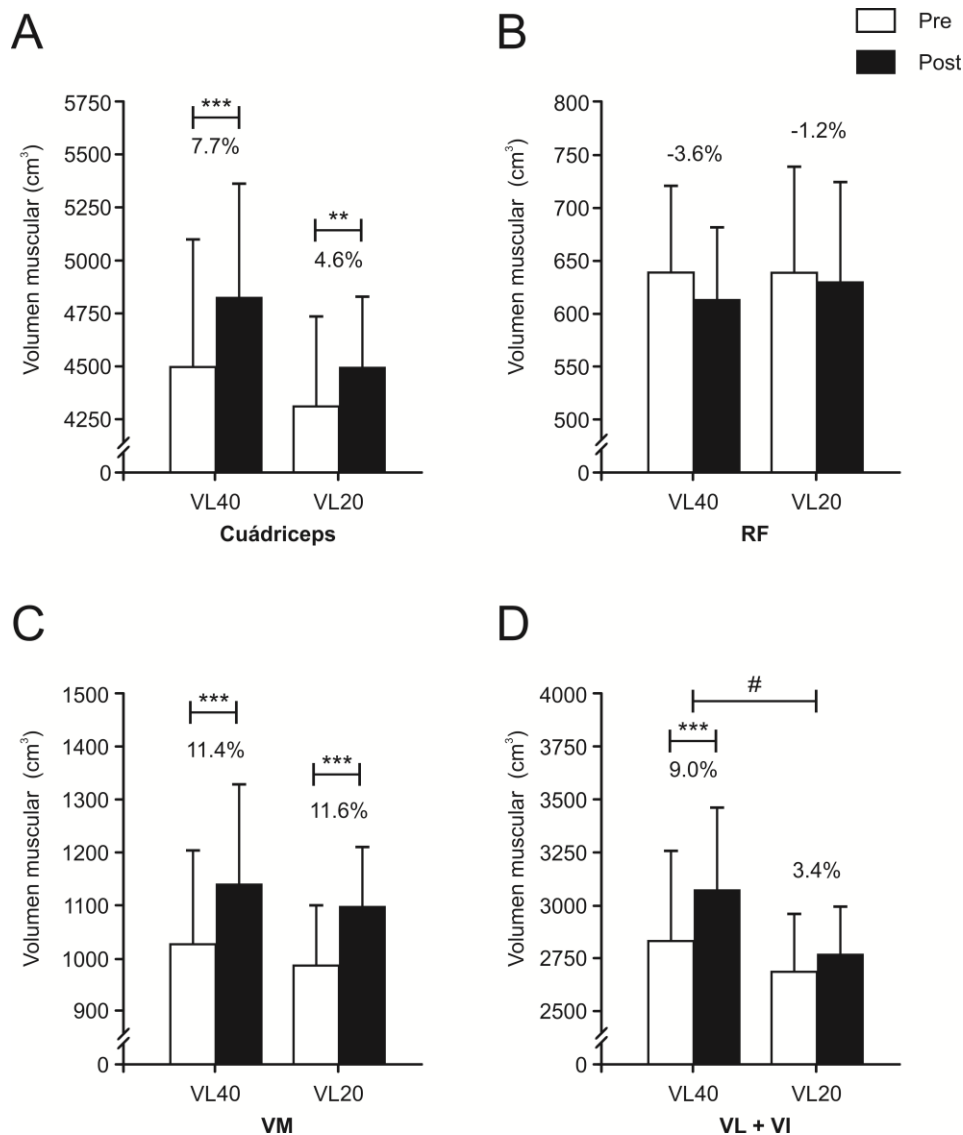 A
B
Pre
Post
Volumen muscular (cm³)
5750
5500
5250
5000
4750
4500
4250
0
***
7.7%
**
4.6%
VL40
VL20
Cuádriceps
Volumen muscular (cm³)
800
750
700
650
600
550
500
0
-3.6%
-1.2%
VL40
VL20
RF
C
D
Volumen muscular (cm³)
1500
1400
1300
1200
1100
1000
900
0
***
11.4%
***
11.6%
VL40
VL20
VM
Volumen muscular (cm³)
4000
3750
3500
3250
3000
2750
2500
0
#
***
9.0%
3.4%
VL40
VL20
VL + VI